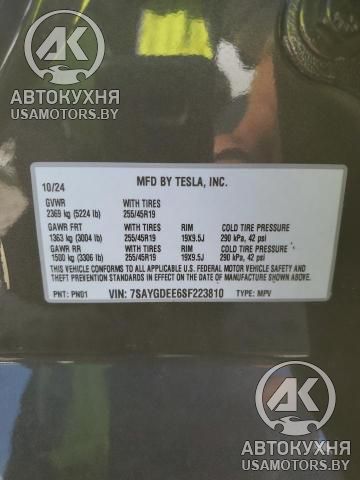 АК
АВТОКУХНЯ
USAMOTORS.BY
10/24 MFD BY TESLA, INC.
GVWR WITH TIRES
2369 kg (5224 lb) 255/45R19
GAWR FRT WITH TIRES RIM COLD TIRE PRESSURE
1363 kg (3004 lb) 255/45R19 19X9.5J 290 kPa, 42 psi
GAWR RR WITH TIRES RIM COLD TIRE PRESSURE
1500 kg (3306 lb) 255/45R19 19X9.5J 290 kPa, 42 psi
THIS VEHICLE CONFORMS TO ALL APPLICABLE U.S. FEDERAL MOTOR VEHICLE SAFETY AND
THEFT PREVENTION STANDARDS IN EFFECT ON THE DATE OF MANUFACTURE SHOWN ABOVE.
PNT: PN01 VIN: 7SAYGDEE6SF223810 TYPE: MPV
АК
АВТОКУХНЯ
USAMOTORS.BY